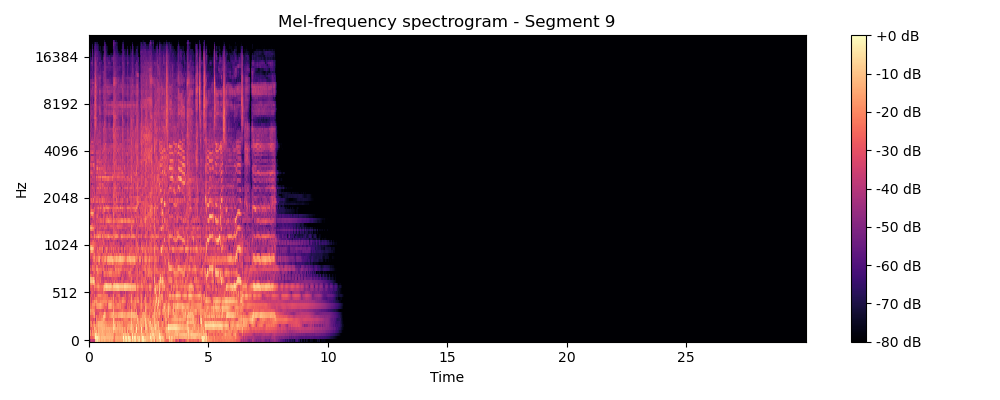 Mel-frequency spectrogram - Segment 9
Hz
16384
8192
4096
2048
1024
512
0
0 5 10 15 20 25
Time
+0 dB
-10 dB
-20 dB
-30 dB
-40 dB
-50 dB
-60 dB
-70 dB
-80 dB